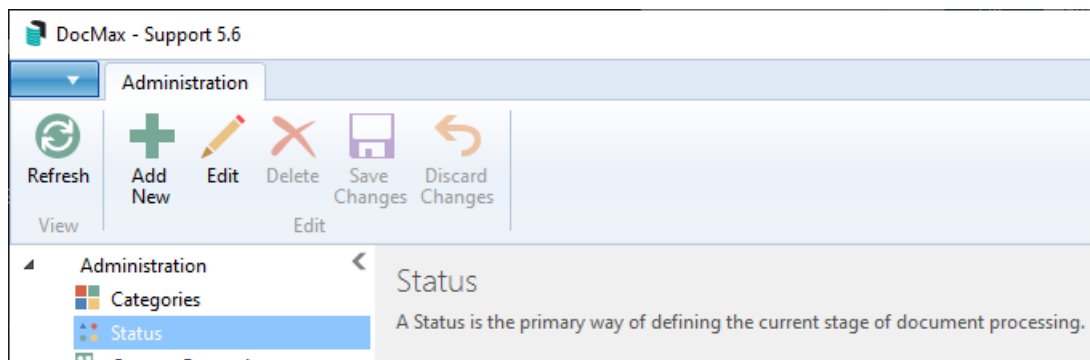 DocMax - Support 5.6
Administration
Refresh
Add New
Edit
Delete
Save Changes
Discard Changes
View
Edit
Administration
Categories
Status
Status
A Status is the primary way of defining the current stage of document processing.